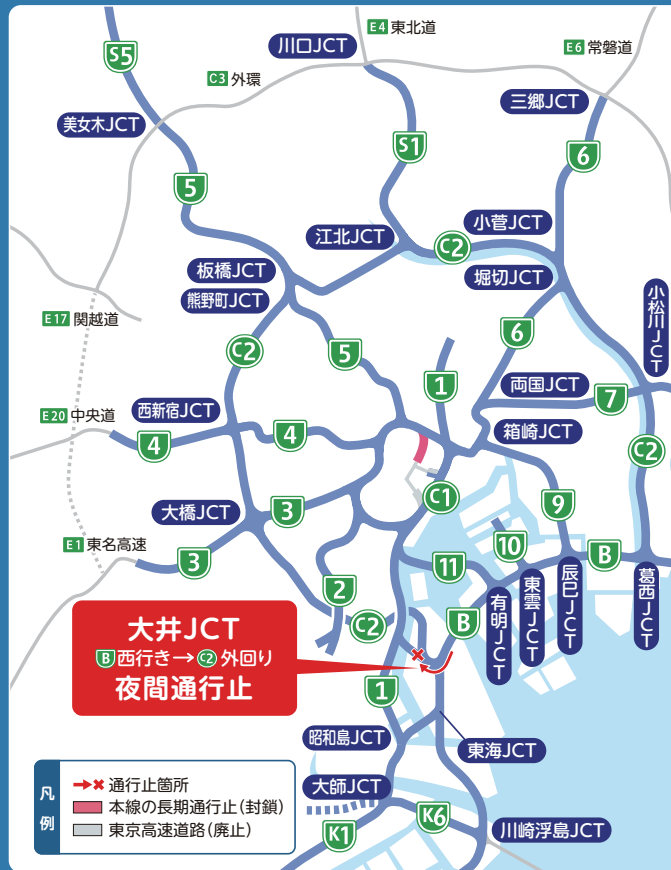 E4 東北道
川口JCT
E6 常磐道
S5
C3 外環
三郷JCT
美女木JCT
S1
6
5
小菅JCT
江北JCT
C2
板橋JCT
堀切JCT
熊野町JCT
小松川JCT
E17 関越道
6
C2
5
1
両国JCT
7
E20 中央道
西新宿JCT
箱崎JCT
4
4
C2
C1
大橋JCT
3
9
10
E1 東名高速
3
11
B
2
有明JCT
東雲JCT
辰巳JCT
葛西JCT
C2
B
大井JCT
B西行き→C2外回り
夜間通行止
1
昭和島JCT
東海JCT
大師JCT
K6
K1
川崎浮島JCT
凡例
通行止箇所
本線の長期通行止(封鎖)
東京高速道路(廃止)